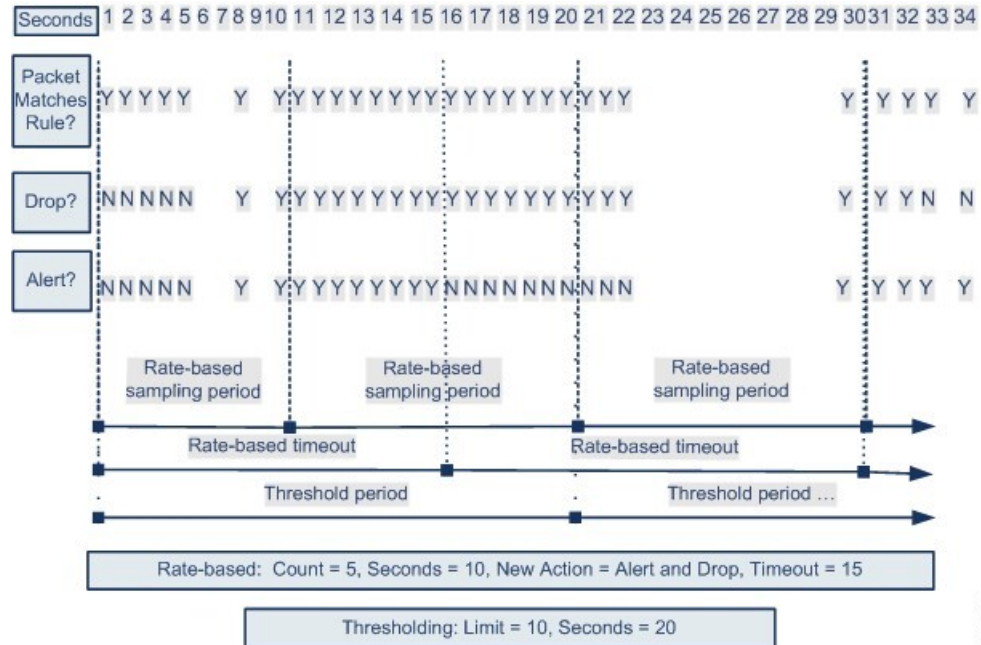 Seconds 1 2 3 4 5 6 7 8 9 10 11 12 13 14 15 16 17 18 19 20 21 22 23 24 25 26 27 28 29 30 31 32 33 34
Packet
Matches
Rule?
Y Y Y Y Y Y Y Y Y Y Y Y Y Y Y Y Y Y Y Y Y Y Y Y Y Y Y Y Y Y
Drop?
N N N N N Y Y Y Y Y Y Y Y Y Y Y Y Y Y Y Y Y Y Y Y Y Y Y N N
Alert?
N N N N N Y Y Y Y Y Y Y Y Y Y N N N N N N N N N N Y Y Y Y Y
Rate-based
sampling period
Rate-based
sampling period
Rate-based
sampling period
Rate-based timeout
Rate-based timeout
Threshold period
Threshold period ...
Rate-based: Count = 5, Seconds = 10, New Action = Alert and Drop, Timeout = 15
Thresholding: Limit = 10, Seconds = 20